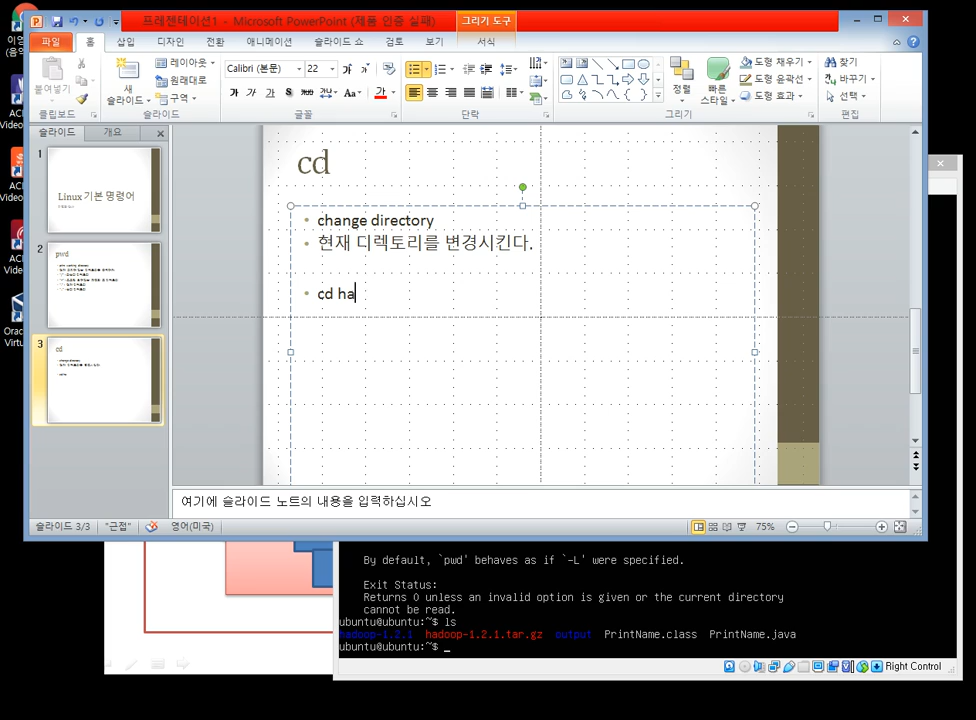 프레젠테이션1 - Microsoft PowerPoint (제품 인증 실패)
그리기 도구
파일 홈 삽입 디자인 전환 애니메이션 슬라이드 쇼 검토 보기 서식
붙여넣기
새 슬라이드
레이아웃
원래대로
구역
Calibri (본문) 22
정렬
빠른 스타일
도형 채우기
도형 윤곽선
도형 효과
찾기
바꾸기
선택
클립보드 슬라이드 글꼴 단락 그리기 편집
슬라이드 개요
1
Linux 기본 명령어
2
pwd
3
cd
cd
• change directory
• 현재 디렉토리를 변경시킨다.
• cd ha
여기에 슬라이드 노트의 내용을 입력하십시오
슬라이드 3/3 "근접" 영어(미국) 75%
By default, `pwd' behaves as if `-L' were specified.
Exit Status:
Returns 0 unless an invalid option is given or the current directory
cannot be read.
ubuntu@ubuntu:~$ ls
hadoop-1.2.1 hadoop-1.2.1.tar.gz output PrintName.class PrintName.java
ubuntu@ubuntu:~$ _
Right Control